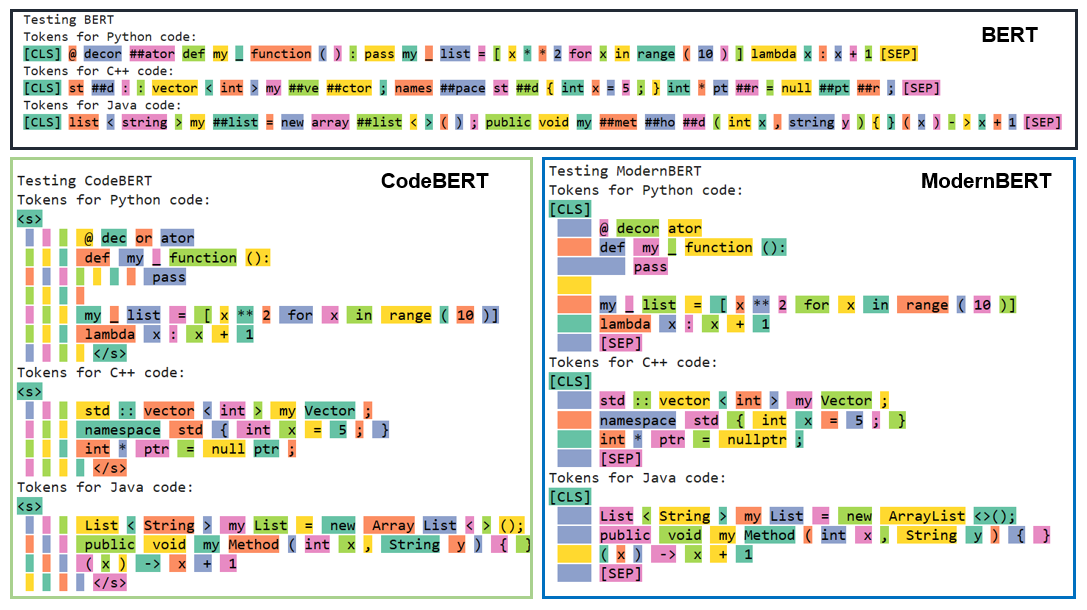 Testing BERT
BERT
Tokens for Python code:
[CLS] @ decor ##ator def my _ function ( ) : pass my _ list = [ x * * 2 for x in range ( 10 ) ] lambda x : x + 1 [SEP]
Tokens for C++ code:
[CLS] st ##d : : vector < int > my ##ve ##ctor ; names ##pace st ##d { int x = 5 ; } int * pt ##r = null ##pt ##r ; [SEP]
Tokens for Java code:
[CLS] list < string > my ##list = new array ##list < > ( ) ; public void my ##met ##ho ##d ( int x , string y ) { } ( x ) - > x + 1 [SEP]
Testing CodeBERT
CodeBERT
Tokens for Python code:
<s>
@ dec or ator
def my _ function ():
pass
my _ list = [ x ** 2 for x in range ( 10 )]
lambda x : x + 1
</s>
Tokens for C++ code:
<s>
std :: vector < int > my Vector ;
namespace std { int x = 5 ; }
int * ptr = null ptr ;
</s>
Tokens for Java code:
<s>
List < String > my List = new Array List < > ();
public void my Method ( int x , String y ) { }
( x ) -> x + 1
</s>
Testing ModernBERT
ModernBERT
Tokens for Python code:
[CLS]
@ decor ator
def my _ function ():
pass
my _ list = [ x ** 2 for x in range ( 10 )]
lambda x : x + 1
[SEP]
Tokens for C++ code:
[CLS]
std :: vector < int > my Vector ;
namespace std { int x = 5 ; }
int * ptr = nullptr ;
[SEP]
Tokens for Java code:
[CLS]
List < String > my List = new ArrayList <>();
public void my Method ( int x , String y ) { }
( x ) -> x + 1
[SEP]